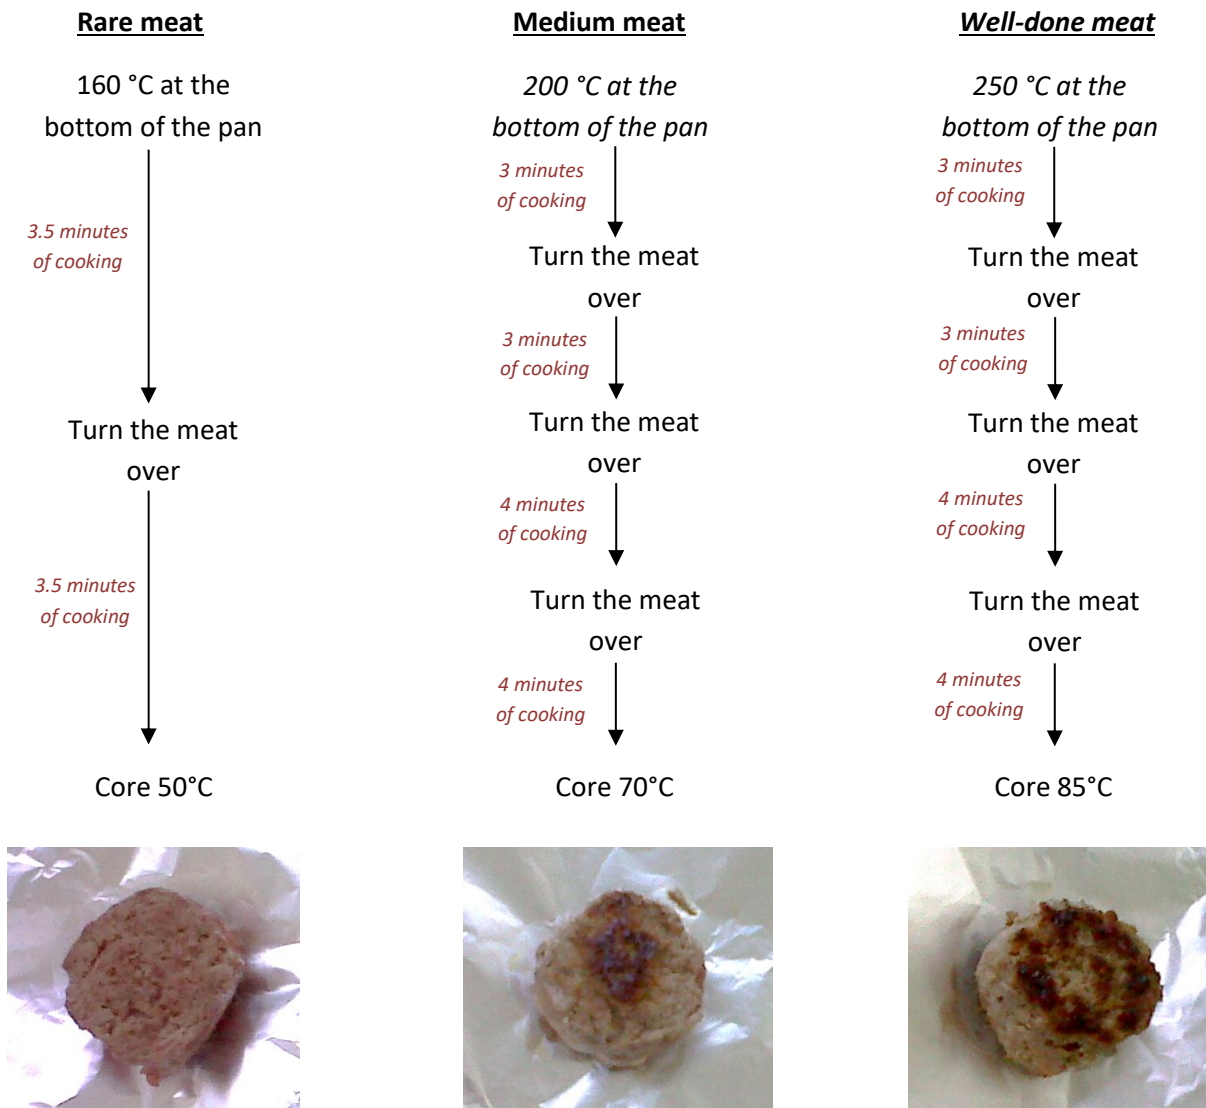 Rare meat
160 °C at the
bottom of the pan
3.5 minutes
of cooking
Turn the meat
over
3.5 minutes
of cooking
Core 50°C
Medium meat
200 °C at the
bottom of the pan
3 minutes
of cooking
Turn the meat
over
3 minutes
of cooking
Turn the meat
over
4 minutes
of cooking
Turn the meat
over
4 minutes
of cooking
Core 70°C
Well-done meat
250 °C at the
bottom of the pan
3 minutes
of cooking
Turn the meat
over
3 minutes
of cooking
Turn the meat
over
4 minutes
of cooking
Turn the meat
over
4 minutes
of cooking
Core 85°C